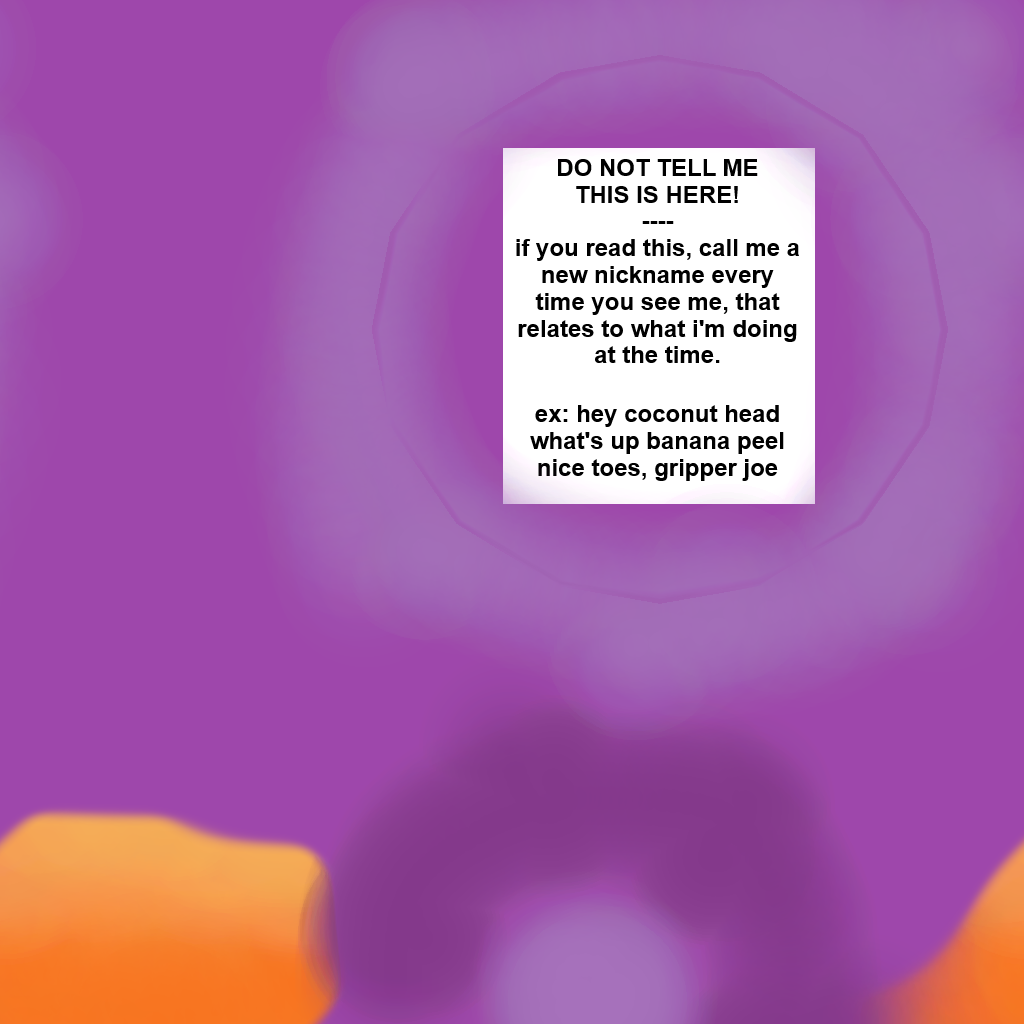 DO NOT TELL ME
THIS IS HERE!
----
if you read this, call me a
new nickname every
time you see me, that
relates to what i'm doing
at the time.
ex: hey coconut head
what's up banana peel
nice toes, gripper joe